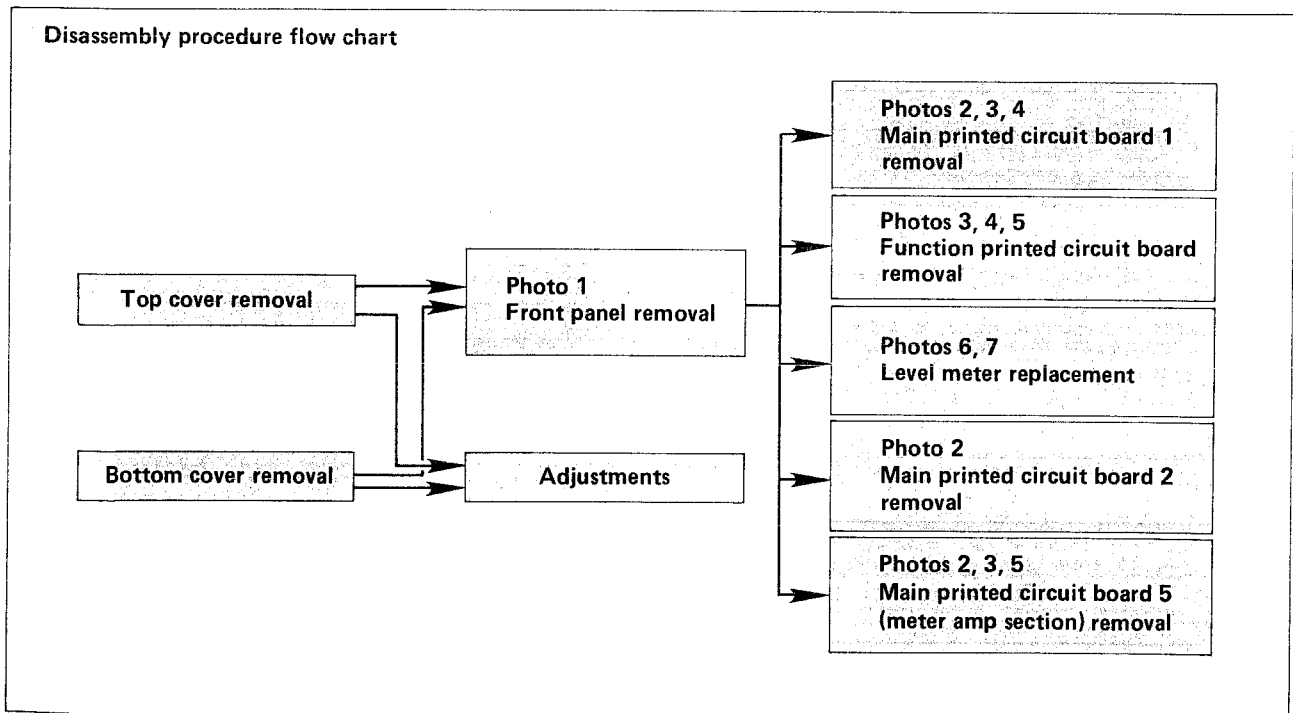 Disassembly procedure flow chart
Top cover removal
Bottom cover removal
Photo 1
Front panel removal
Adjustments
Photos 2, 3, 4
Main printed circuit board 1
removal
Photos 3, 4, 5
Function printed circuit board
removal
Photos 6, 7
Level meter replacement
Photo 2
Main printed circuit board 2
removal
Photos 2, 3, 5
Main printed circuit board 5
(meter amp section) removal